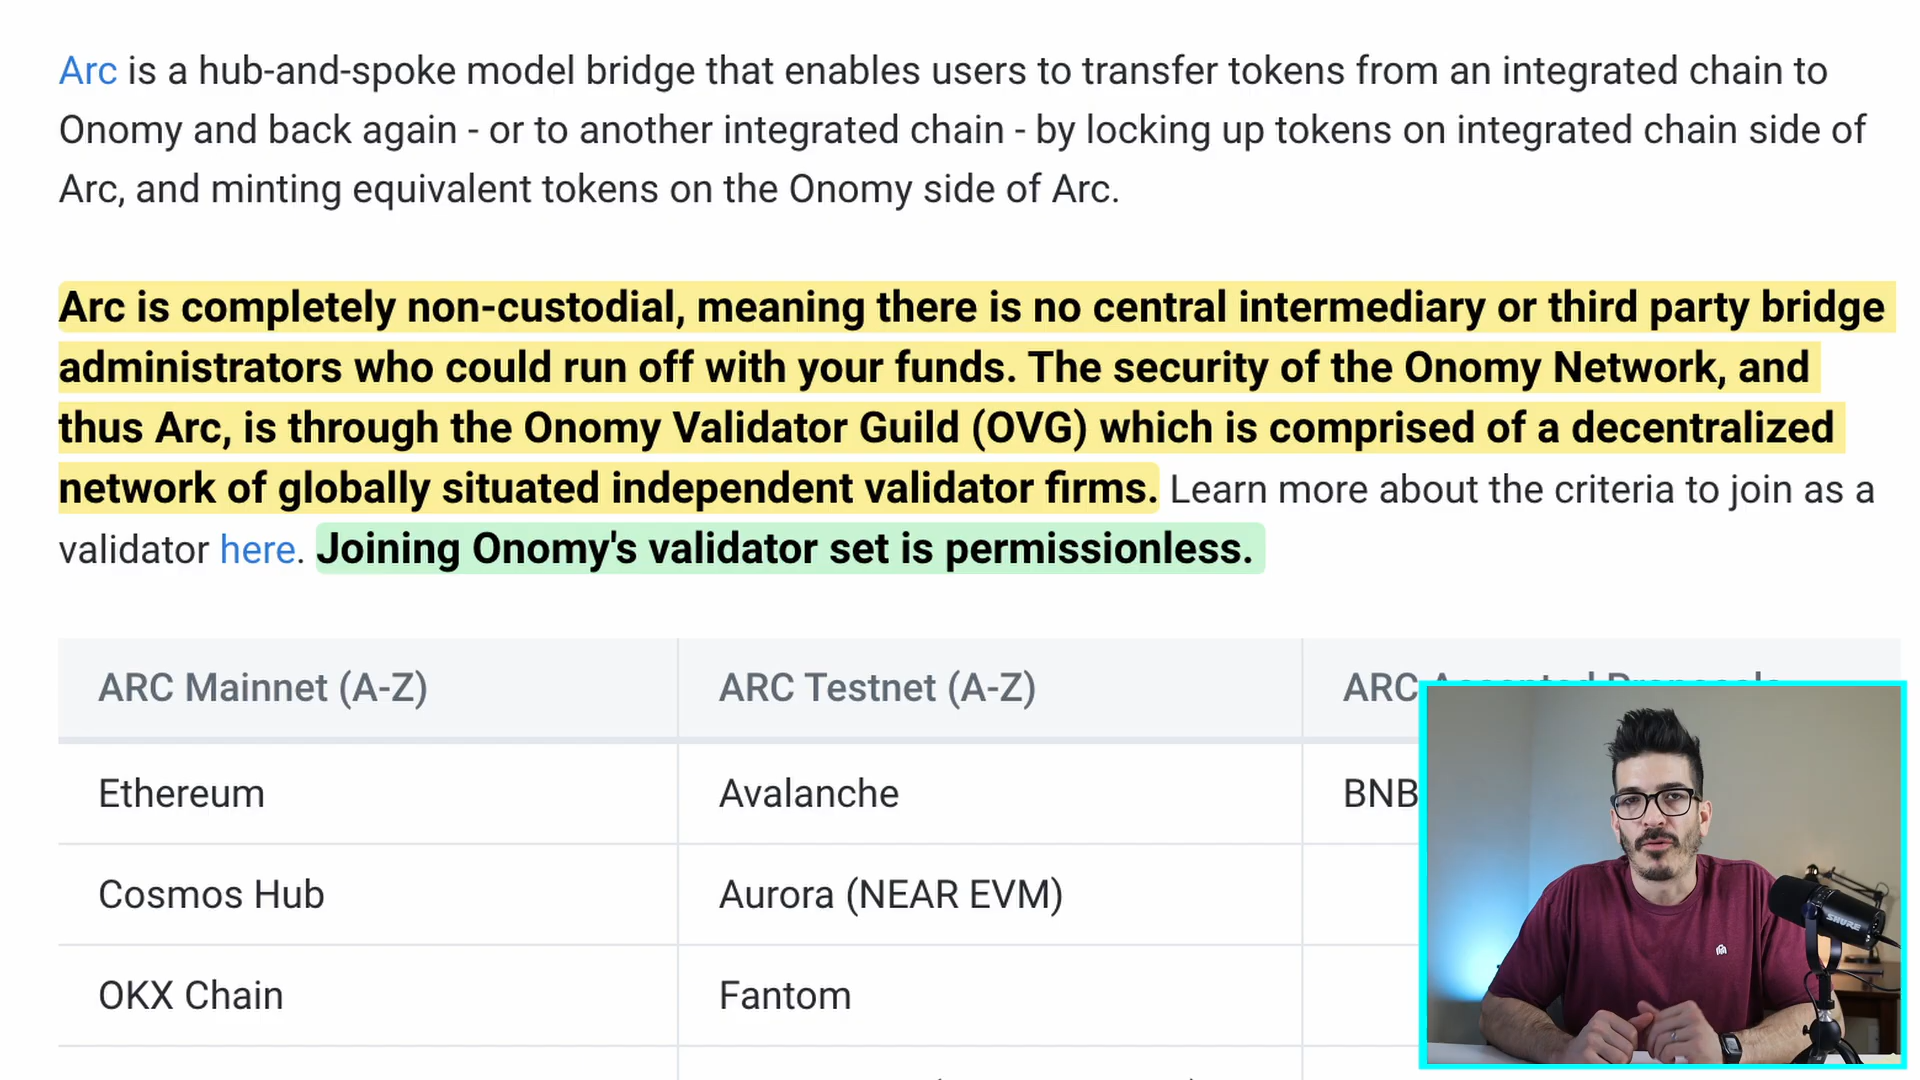 Arc is a hub-and-spoke model bridge that enables users to transfer tokens from an integrated chain to
Onomy and back again - or to another integrated chain - by locking up tokens on integrated chain side of
Arc, and minting equivalent tokens on the Onomy side of Arc.
Arc is completely non-custodial, meaning there is no central intermediary or third party bridge
administrators who could run off with your funds. The security of the Onomy Network, and
thus Arc, is through the Onomy Validator Guild (OVG) which is comprised of a decentralized
network of globally situated independent validator firms. Learn more about the criteria to join as a
validator here. Joining Onomy's validator set is permissionless.
ARC Mainnet (A-Z) ARC Testnet (A-Z) ARC
Ethereum Avalanche BNB
Cosmos Hub Aurora (NEAR EVM)
OKX Chain Fantom
SHURE